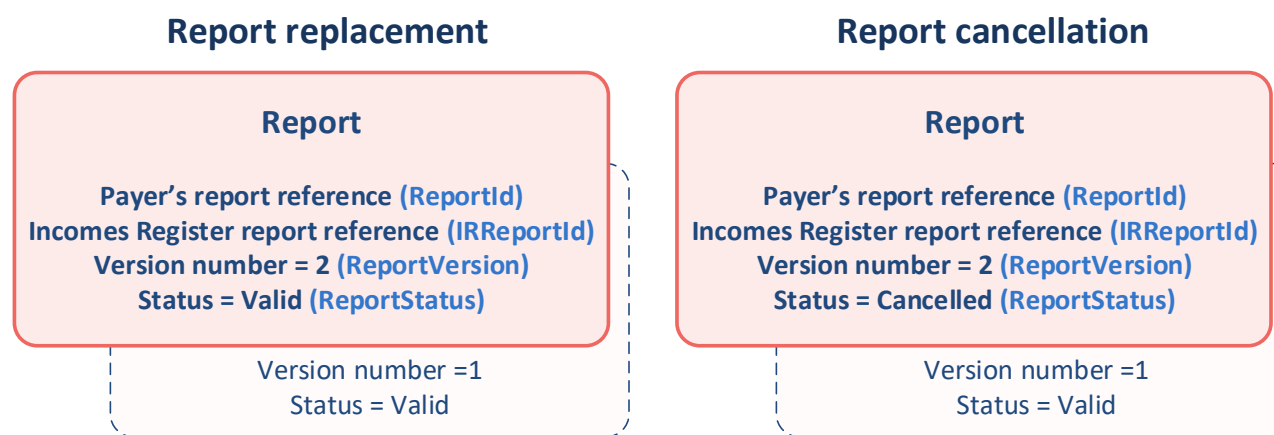 Report replacement
Report
Payer’s report reference (ReportId)
Incomes Register report reference (IRReportId)
Version number = 2 (ReportVersion)
Status = Valid (ReportStatus)
Version number =1
Status = Valid
Report cancellation
Report
Payer’s report reference (ReportId)
Incomes Register report reference (IRReportId)
Version number = 2 (ReportVersion)
Status = Cancelled (ReportStatus)
Version number =1
Status = Valid